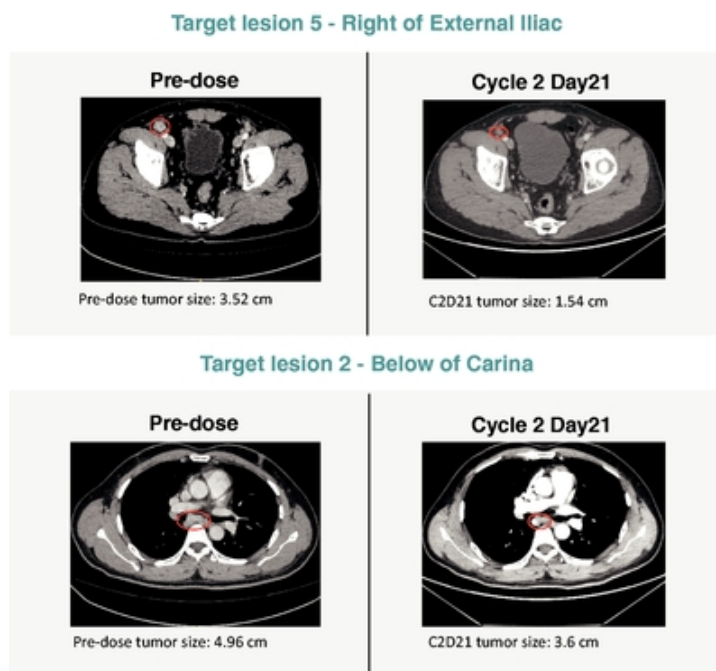 Target lesion 5 - Right of External Iliac
Pre-dose
Cycle 2 Day21
Pre-dose tumor size: 3.52 cm
C2D21 tumor size: 1.54 cm
Target lesion 2 - Below of Carina
Pre-dose
Cycle 2 Day21
Pre-dose tumor size: 4.96 cm
C2D21 tumor size: 3.6 cm